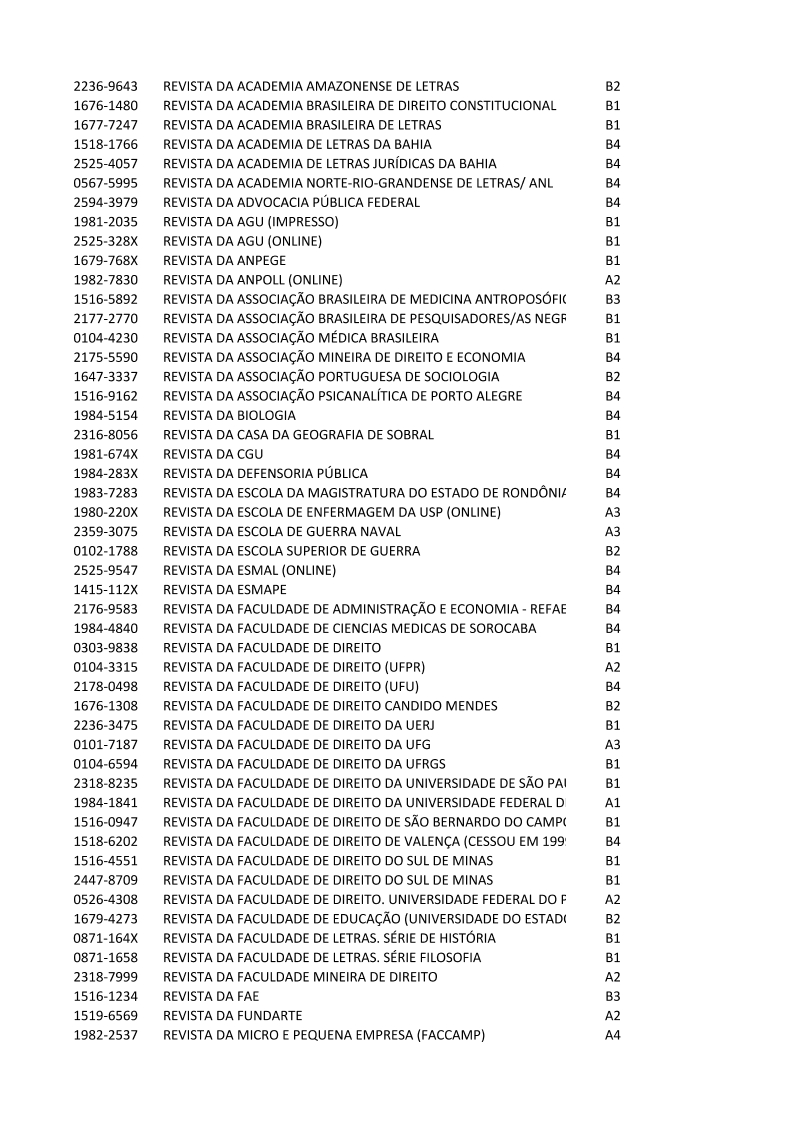 2236-9643 REVISTA DA ACADEMIA AMAZONENSE DE LETRAS B2
1676-1480 REVISTA DA ACADEMIA BRASILEIRA DE DIREITO CONSTITUCIONAL B1
1677-7247 REVISTA DA ACADEMIA BRASILEIRA DE LETRAS B1
1518-1766 REVISTA DA ACADEMIA DE LETRAS DA BAHIA B4
2525-4057 REVISTA DA ACADEMIA DE LETRAS JURÍDICAS DA BAHIA B4
0567-5995 REVISTA DA ACADEMIA NORTE-RIO-GRANDENSE DE LETRAS/ ANL B4
2594-3979 REVISTA DA ADVOCACIA PÚBLICA FEDERAL B4
1981-2035 REVISTA DA AGU (IMPRESSO) B1
2525-328X REVISTA DA AGU (ONLINE) B1
1679-768X REVISTA DA ANPEGE B1
1982-7830 REVISTA DA ANPOLL (ONLINE) A2
1516-5892 REVISTA DA ASSOCIAÇÃO BRASILEIRA DE MEDICINA ANTROPOSÓFIC B3
2177-2770 REVISTA DA ASSOCIAÇÃO BRASILEIRA DE PESQUISADORES/AS NEGR B1
0104-4230 REVISTA DA ASSOCIAÇÃO MÉDICA BRASILEIRA B1
2175-5590 REVISTA DA ASSOCIAÇÃO MINEIRA DE DIREITO E ECONOMIA B4
1647-3337 REVISTA DA ASSOCIAÇÃO PORTUGUESA DE SOCIOLOGIA B2
1516-9162 REVISTA DA ASSOCIAÇÃO PSICANALÍTICA DE PORTO ALEGRE B4
1984-5154 REVISTA DA BIOLOGIA B4
2316-8056 REVISTA DA CASA DA GEOGRAFIA DE SOBRAL B1
1981-674X REVISTA DA CGU B4
1984-283X REVISTA DA DEFENSORIA PÚBLICA B4
1983-7283 REVISTA DA ESCOLA DA MAGISTRATURA DO ESTADO DE RONDÔNIA B4
1980-220X REVISTA DA ESCOLA DE ENFERMAGEM DA USP (ONLINE) A3
2359-3075 REVISTA DA ESCOLA DE GUERRA NAVAL A3
0102-1788 REVISTA DA ESCOLA SUPERIOR DE GUERRA B2
2525-9547 REVISTA DA ESMAL (ONLINE) B4
1415-112X REVISTA DA ESMAPE B4
2176-9583 REVISTA DA FACULDADE DE ADMINISTRAÇÃO E ECONOMIA - REFAE B4
1984-4840 REVISTA DA FACULDADE DE CIENCIAS MEDICAS DE SOROCABA B4
0303-9838 REVISTA DA FACULDADE DE DIREITO B1
0104-3315 REVISTA DA FACULDADE DE DIREITO (UFPR) A2
2178-0498 REVISTA DA FACULDADE DE DIREITO (UFU) B4
1676-1308 REVISTA DA FACULDADE DE DIREITO CANDIDO MENDES B2
2236-3475 REVISTA DA FACULDADE DE DIREITO DA UERJ B1
0101-7187 REVISTA DA FACULDADE DE DIREITO DA UFG A3
0104-6594 REVISTA DA FACULDADE DE DIREITO DA UFRGS B1
2318-8235 REVISTA DA FACULDADE DE DIREITO DA UNIVERSIDADE DE SÃO PAU B1
1984-1841 REVISTA DA FACULDADE DE DIREITO DA UNIVERSIDADE FEDERAL D A1
1516-0947 REVISTA DA FACULDADE DE DIREITO DE SÃO BERNARDO DO CAMPO B1
1518-6202 REVISTA DA FACULDADE DE DIREITO DE VALENÇA (CESSOU EM 199 B4
1516-4551 REVISTA DA FACULDADE DE DIREITO DO SUL DE MINAS B1
2447-8709 REVISTA DA FACULDADE DE DIREITO DO SUL DE MINAS B1
0526-4308 REVISTA DA FACULDADE DE DIREITO. UNIVERSIDADE FEDERAL DO A2
1679-4273 REVISTA DA FACULDADE DE EDUCAÇÃO (UNIVERSIDADE DO ESTADO B2
0871-164X REVISTA DA FACULDADE DE LETRAS. SÉRIE DE HISTÓRIA B1
0871-1658 REVISTA DA FACULDADE DE LETRAS. SÉRIE FILOSOFIA B1
2318-7999 REVISTA DA FACULDADE MINEIRA DE DIREITO A2
1516-1234 REVISTA DA FAE B3
1519-6569 REVISTA DA FUNDARTE A2
1982-2537 REVISTA DA MICRO E PEQUENA EMPRESA (FACCAMP) A4